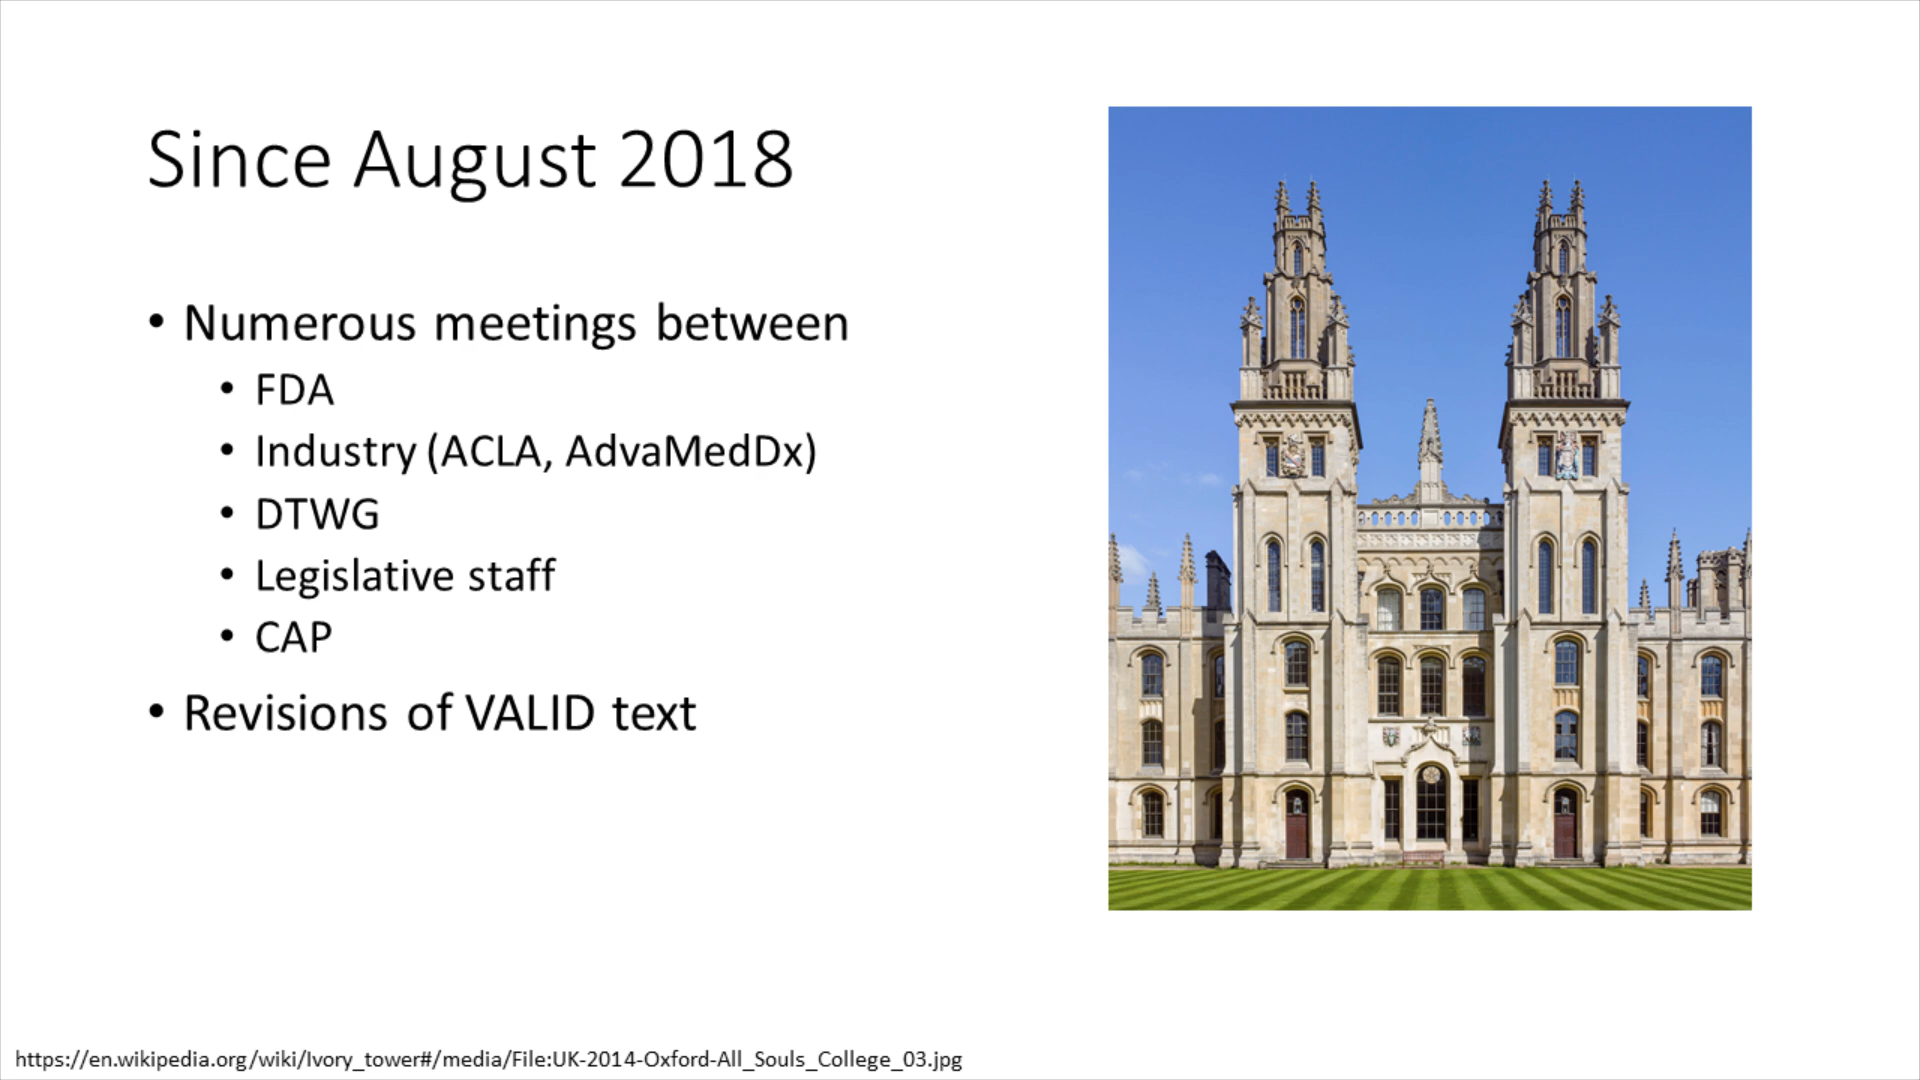 Since August 2018
• Numerous meetings between
• FDA
• Industry (ACLA, AdvaMedDx)
• DTWG
• Legislative staff
• CAP
• Revisions of VALID text
https://en.wikipedia.org/wiki/Ivory_tower#/media/File:UK-2014-Oxford-All_Souls_College_03.jpg